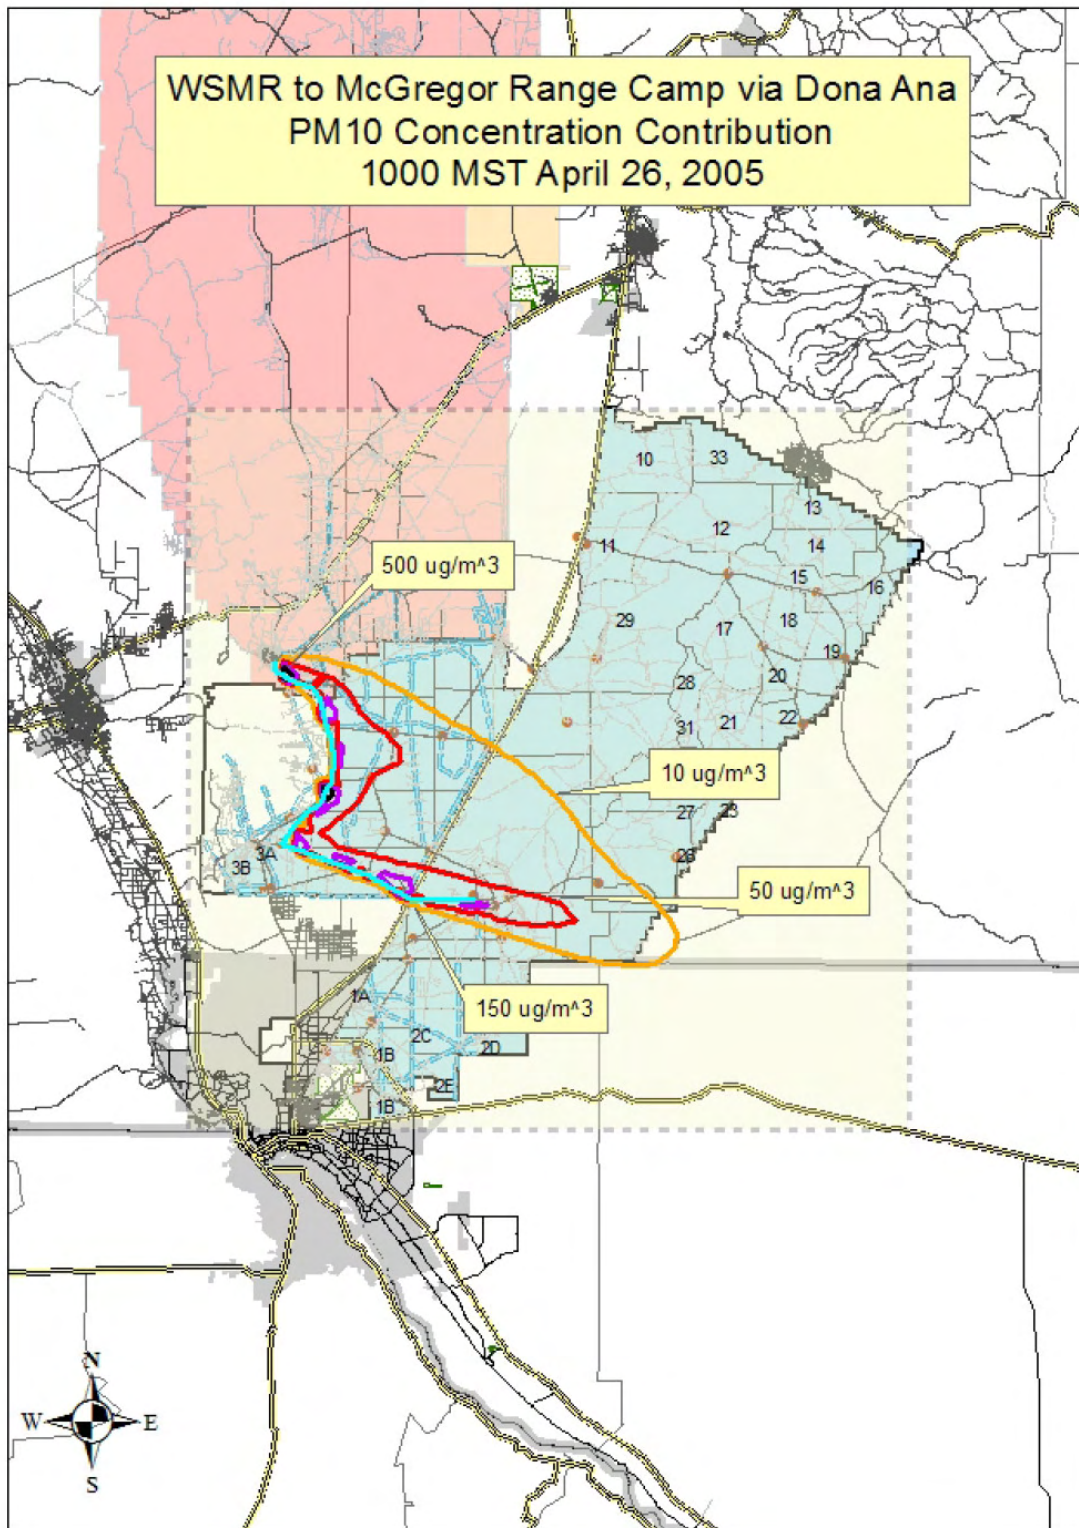 WSMR to McGregor Range Camp via Dona Ana
PM10 Concentration Contribution
1000 MST April 26, 2005
10
33
13
12
11
14
500 ug/m^3
15
16
29
17
18
19
28
20
31
21
22
10 ug/m^3
27
23
3A
3B
50 ug/m^3
1A
150 ug/m^3
2C
2D
1B
2E
1B
N
W
E
S